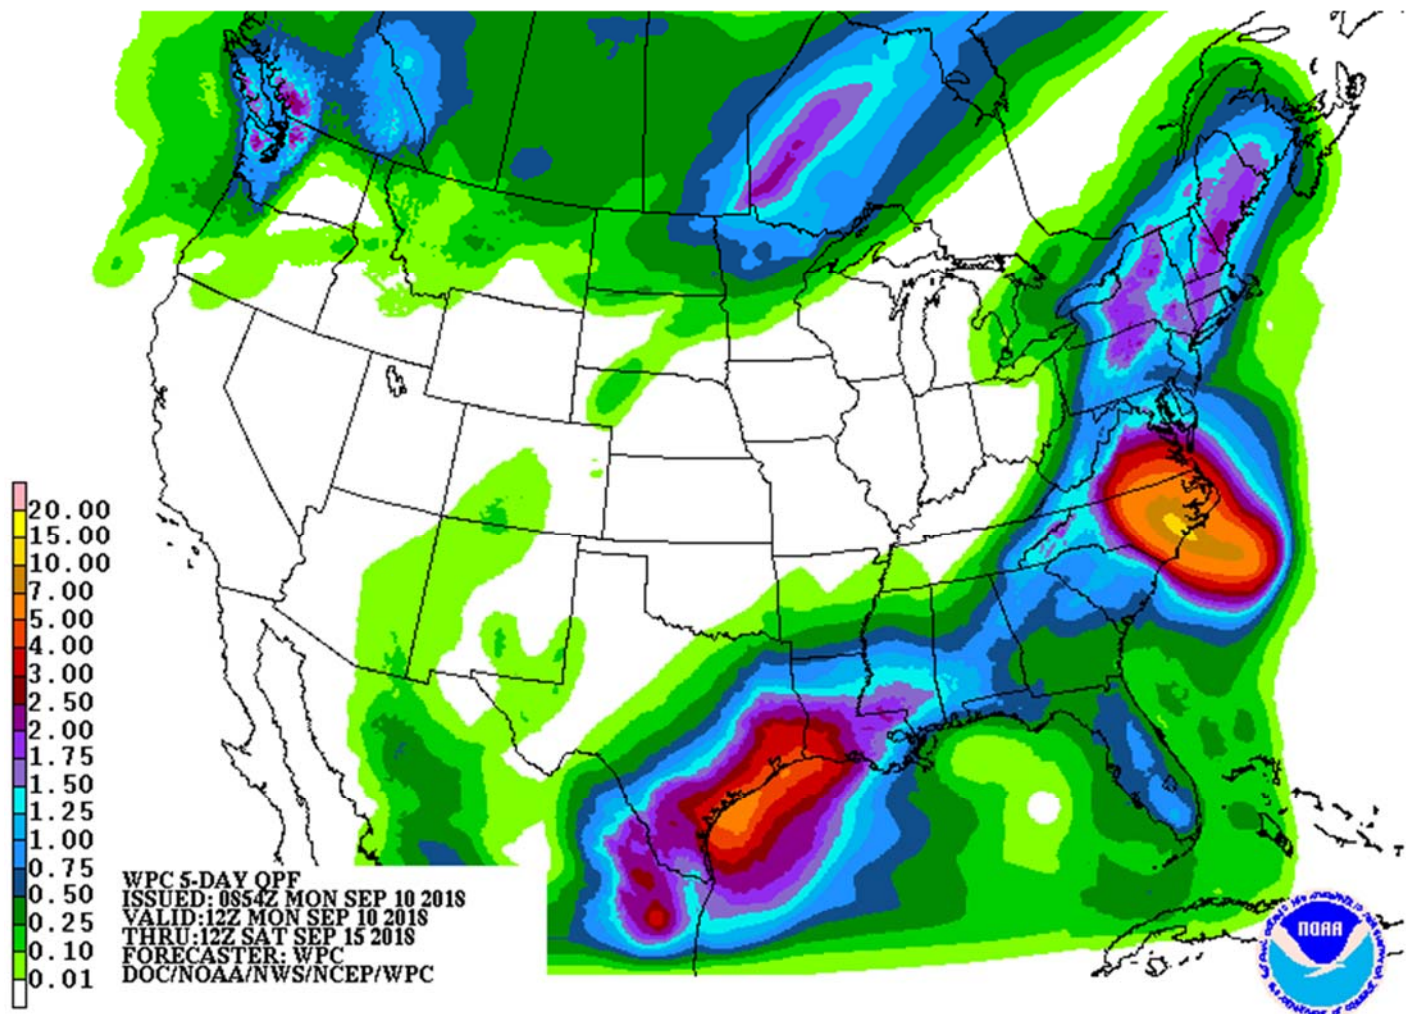 20.00
15.00
10.00
7.00
5.00
4.00
3.00
2.50
2.00
1.75
1.50
1.25
1.00
0.75
0.50
0.25
0.10
0.01
WPC 5-DAY QPF
ISSUED: 0854Z MON SEP 10 2018
VALID:12Z MON SEP 10 2018
THRU:12Z SAT SEP 15 2018
FORECASTER: WPC
DOC/NOAA/NWS/NCEP/WPC
NOAA